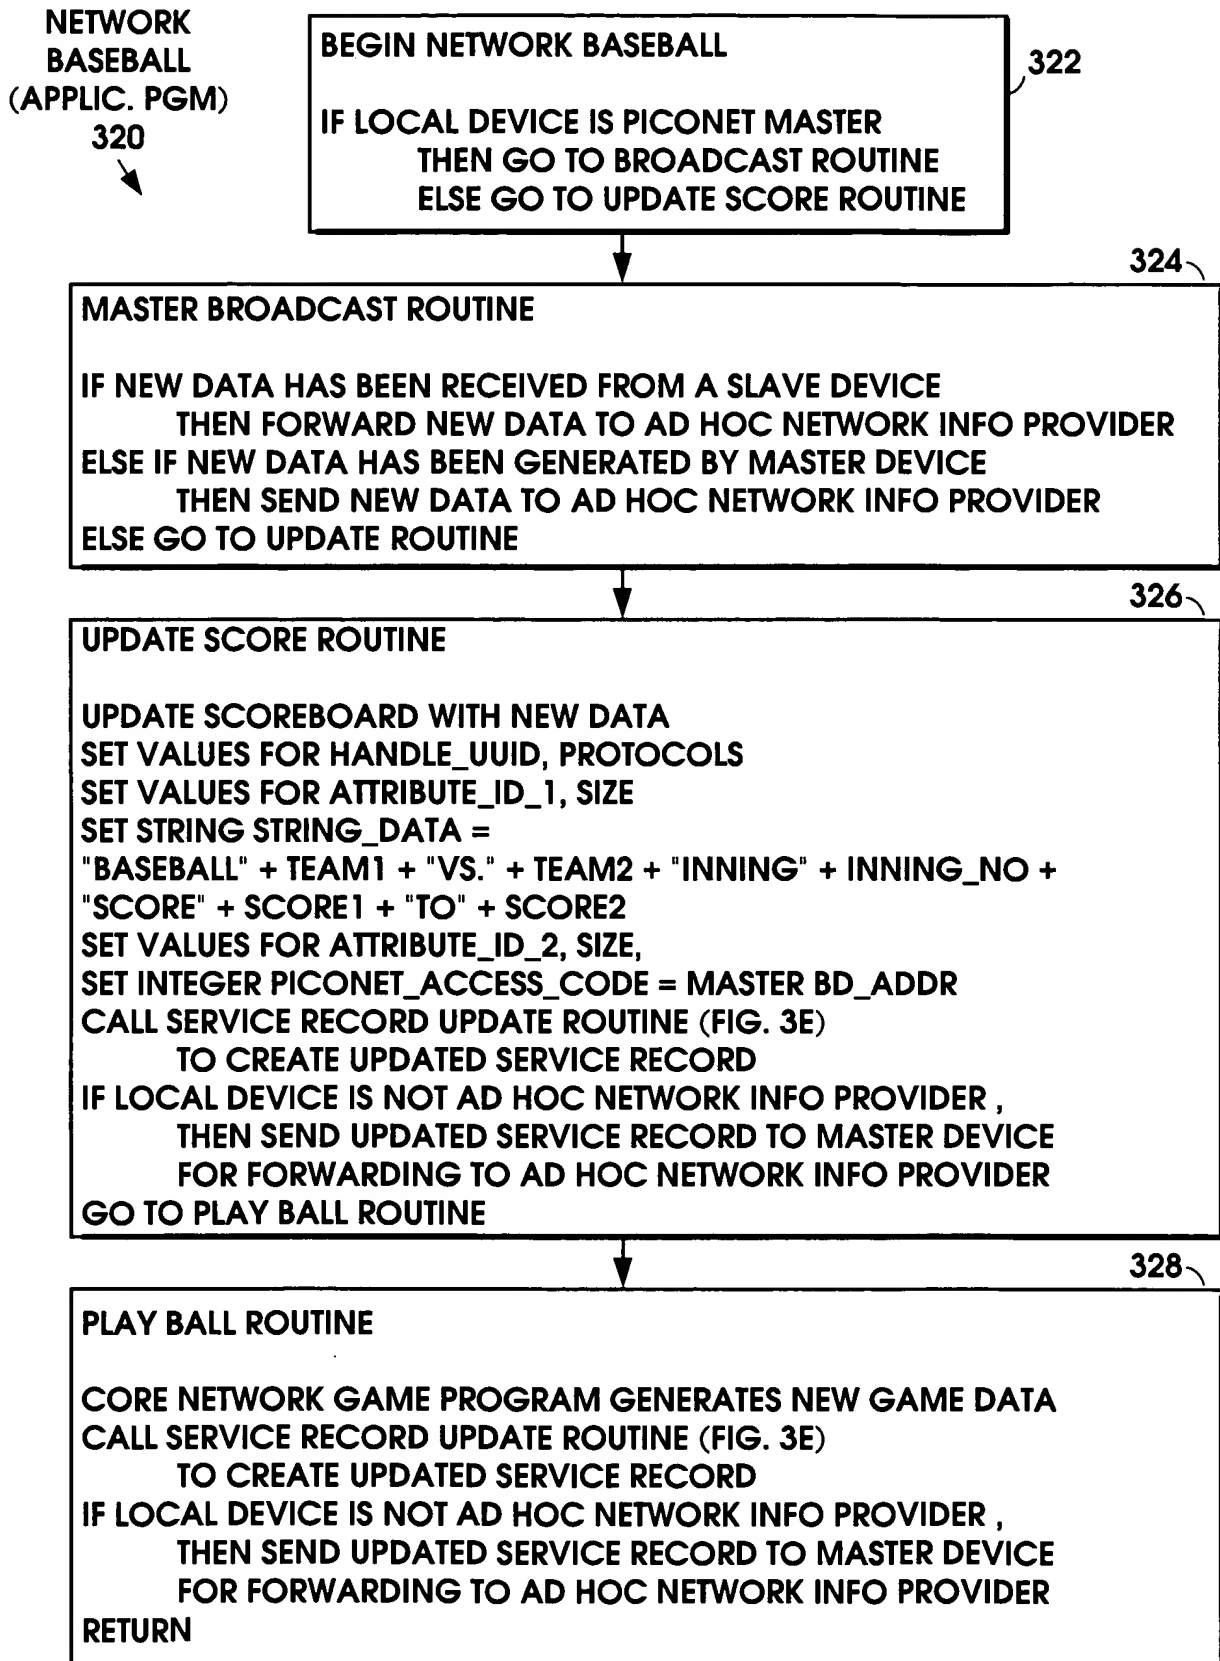 NETWORK
BASEBALL
(APPLIC. PGM)
320
BEGIN NETWORK BASEBALL
322
IF LOCAL DEVICE IS PICONET MASTER
THEN GO TO BROADCAST ROUTINE
ELSE GO TO UPDATE SCORE ROUTINE
324
MASTER BROADCAST ROUTINE
IF NEW DATA HAS BEEN RECEIVED FROM A SLAVE DEVICE
THEN FORWARD NEW DATA TO AD HOC NETWORK INFO PROVIDER
ELSE IF NEW DATA HAS BEEN GENERATED BY MASTER DEVICE
THEN SEND NEW DATA TO AD HOC NETWORK INFO PROVIDER
ELSE GO TO UPDATE ROUTINE
326
UPDATE SCORE ROUTINE
UPDATE SCOREBOARD WITH NEW DATA
SET VALUES FOR HANDLE_UUID, PROTOCOLS
SET VALUES FOR ATTRIBUTE_ID_1, SIZE
SET STRING STRING_DATA =
"BASEBALL" + TEAM1 + "VS." + TEAM2 + "INNING" + INNING_NO +
"SCORE" + SCORE1 + "TO" + SCORE2
SET VALUES FOR ATTRIBUTE_ID_2, SIZE,
SET INTEGER PICONET_ACCESS_CODE = MASTER BD_ADDR
CALL SERVICE RECORD UPDATE ROUTINE (FIG. 3E)
TO CREATE UPDATED SERVICE RECORD
IF LOCAL DEVICE IS NOT AD HOC NETWORK INFO PROVIDER ,
THEN SEND UPDATED SERVICE RECORD TO MASTER DEVICE
FOR FORWARDING TO AD HOC NETWORK INFO PROVIDER
GO TO PLAY BALL ROUTINE
328
PLAY BALL ROUTINE
CORE NETWORK GAME PROGRAM GENERATES NEW GAME DATA
CALL SERVICE RECORD UPDATE ROUTINE (FIG. 3E)
TO CREATE UPDATED SERVICE RECORD
IF LOCAL DEVICE IS NOT AD HOC NETWORK INFO PROVIDER ,
THEN SEND UPDATED SERVICE RECORD TO MASTER DEVICE
FOR FORWARDING TO AD HOC NETWORK INFO PROVIDER
RETURN